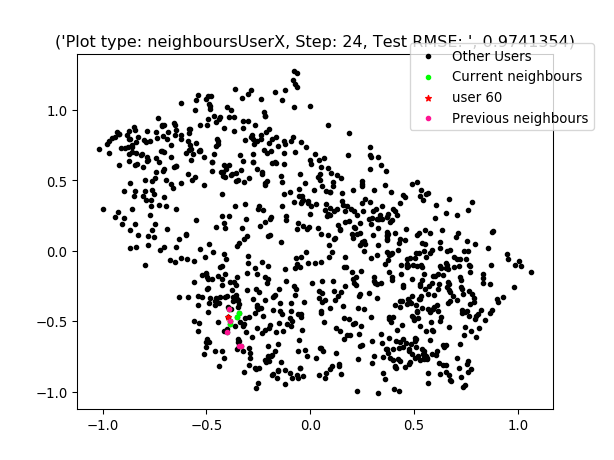 ('Plot type: neighboursUserX, Step: 24, Test RMSE: ', 0.9741354)
Other Users
Current neighbours
user 60
Previous neighbours
1.0
0.5
0.0
−0.5
−1.0
−1.0 −0.5 0.0 0.5 1.0